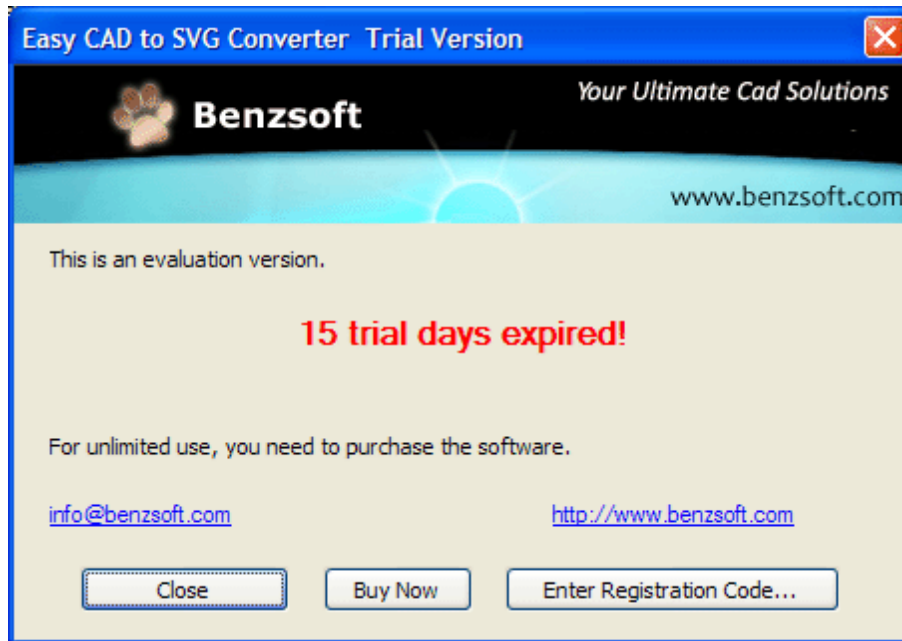 Easy CAD to SVG Converter Trial Version
Benzsoft
Your Ultimate Cad Solutions
www.benzsoft.com
This is an evaluation version.
15 trial days expired!
For unlimited use, you need to purchase the software.
info@benzsoft.com http://www.benzsoft.com
Close Buy Now Enter Registration Code...